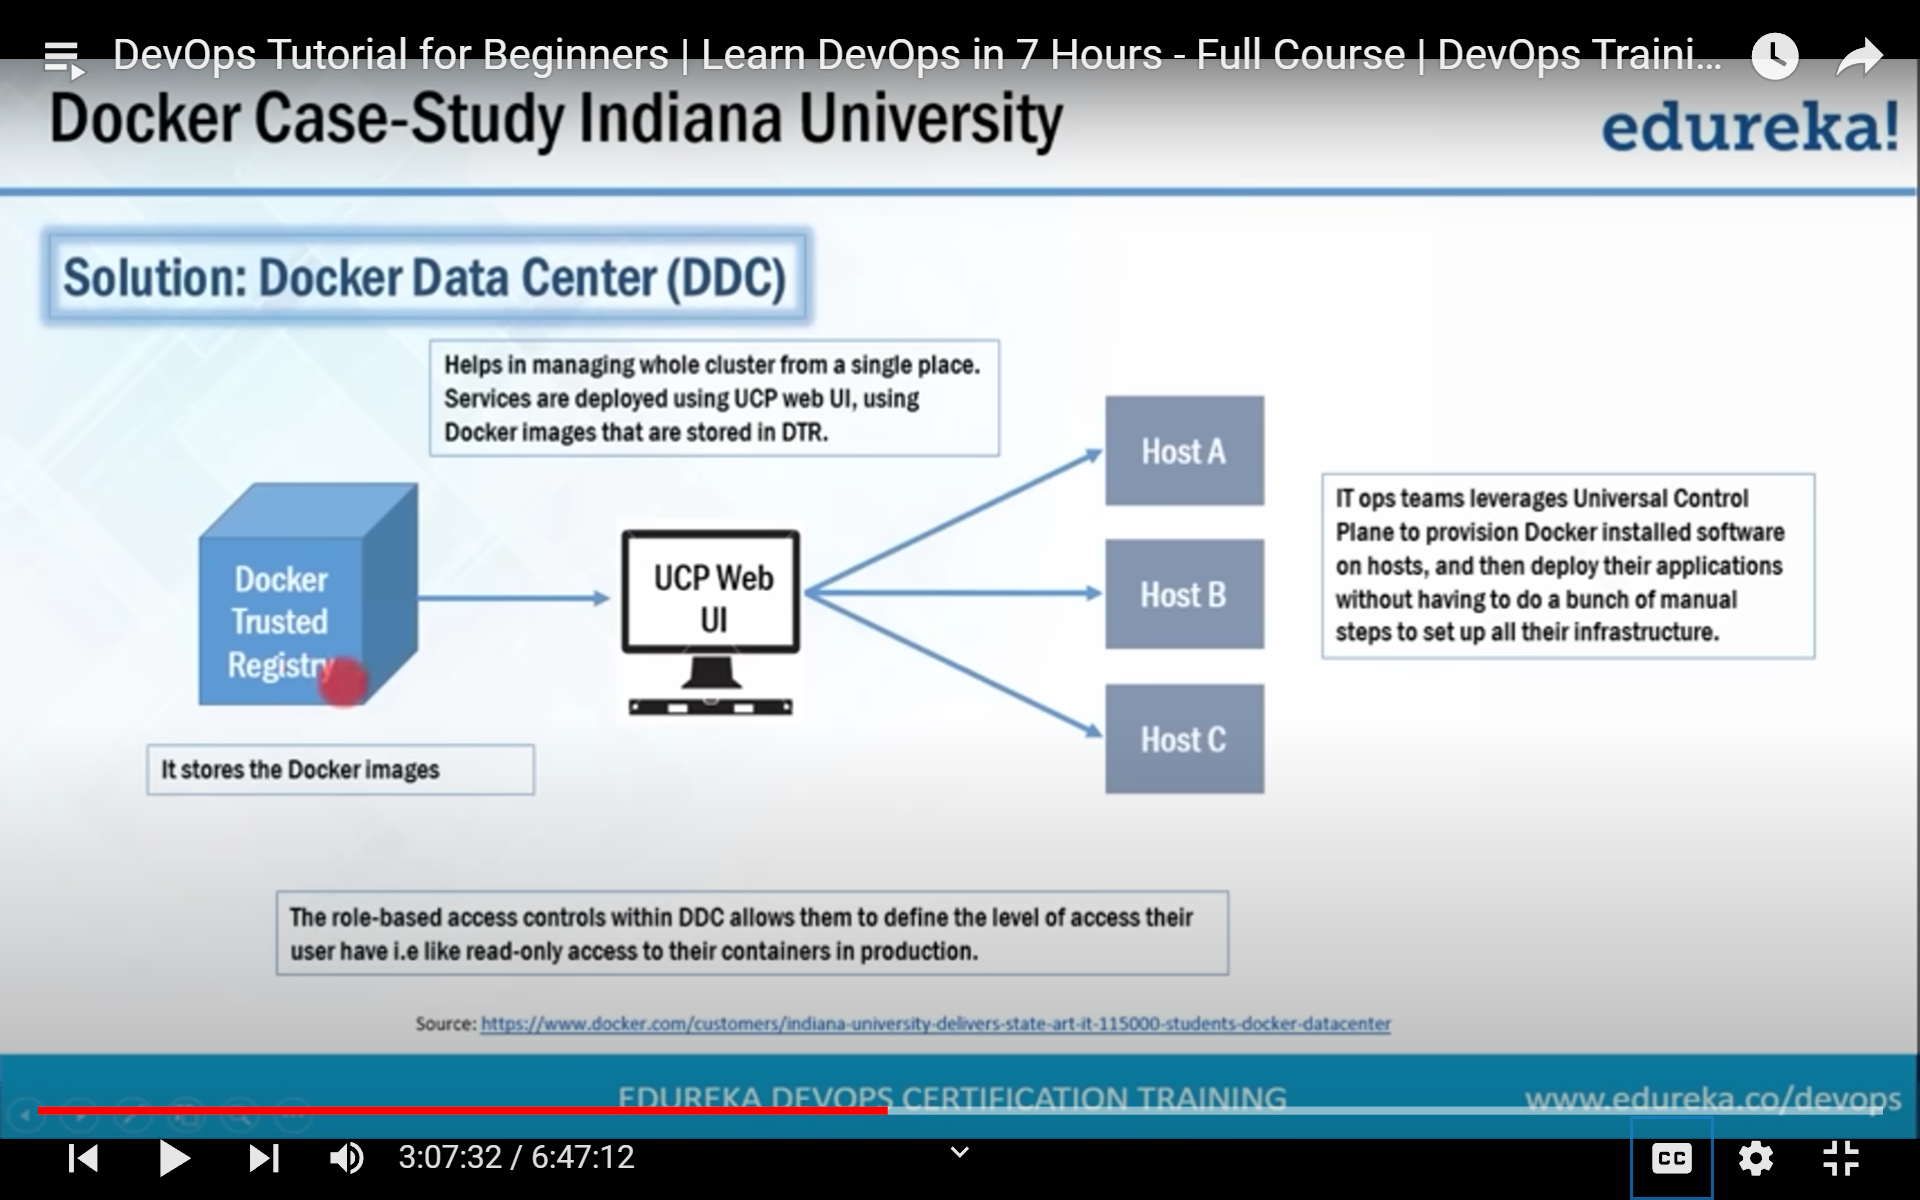 DevOps Tutorial for Beginners | Learn DevOps in 7 Hours - Full Course | DevOps Traini...
Docker Case-Study Indiana University
edureka!
Solution: Docker Data Center (DDC)
Helps in managing whole cluster from a single place.
Services are deployed using UCP web UI, using
Docker images that are stored in DTR.
Docker
Trusted
Registry
It stores the Docker images
UCP Web
UI
Host A
Host B
Host C
IT ops teams leverages Universal Control
Plane to provision Docker installed software
on hosts, and then deploy their applications
without having to do a bunch of manual
steps to set up all their infrastructure.
The role-based access controls within DDC allows them to define the level of access their
user have i.e like read-only access to their containers in production.
Source: https://www.docker.com/customers/indiana-university-delivers-state-art-it-115000-students-docker-datacenter
EDUREKA DEVOPS CERTIFICATION TRAINING
www.edureka.co/devops
3:07:32 / 6:47:12
CC